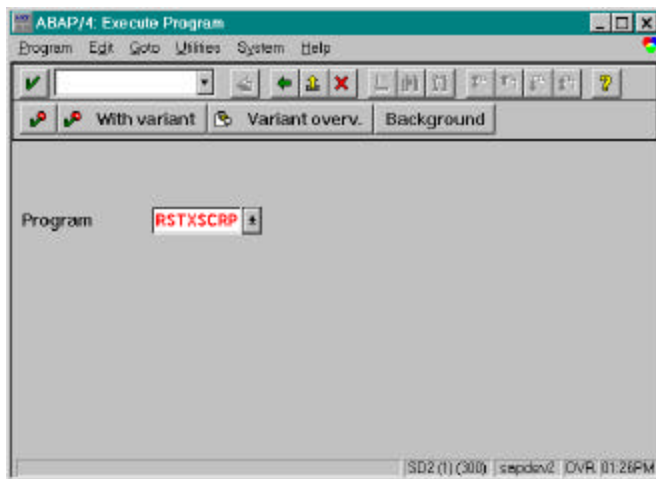 ABAP/4: Execute Program
Program Edit Goto Utilities System Help
With variant Variant overv. Background
Program RSTXSCRP
SD2 (1) (300) sapdev2 OVR 01:26PM